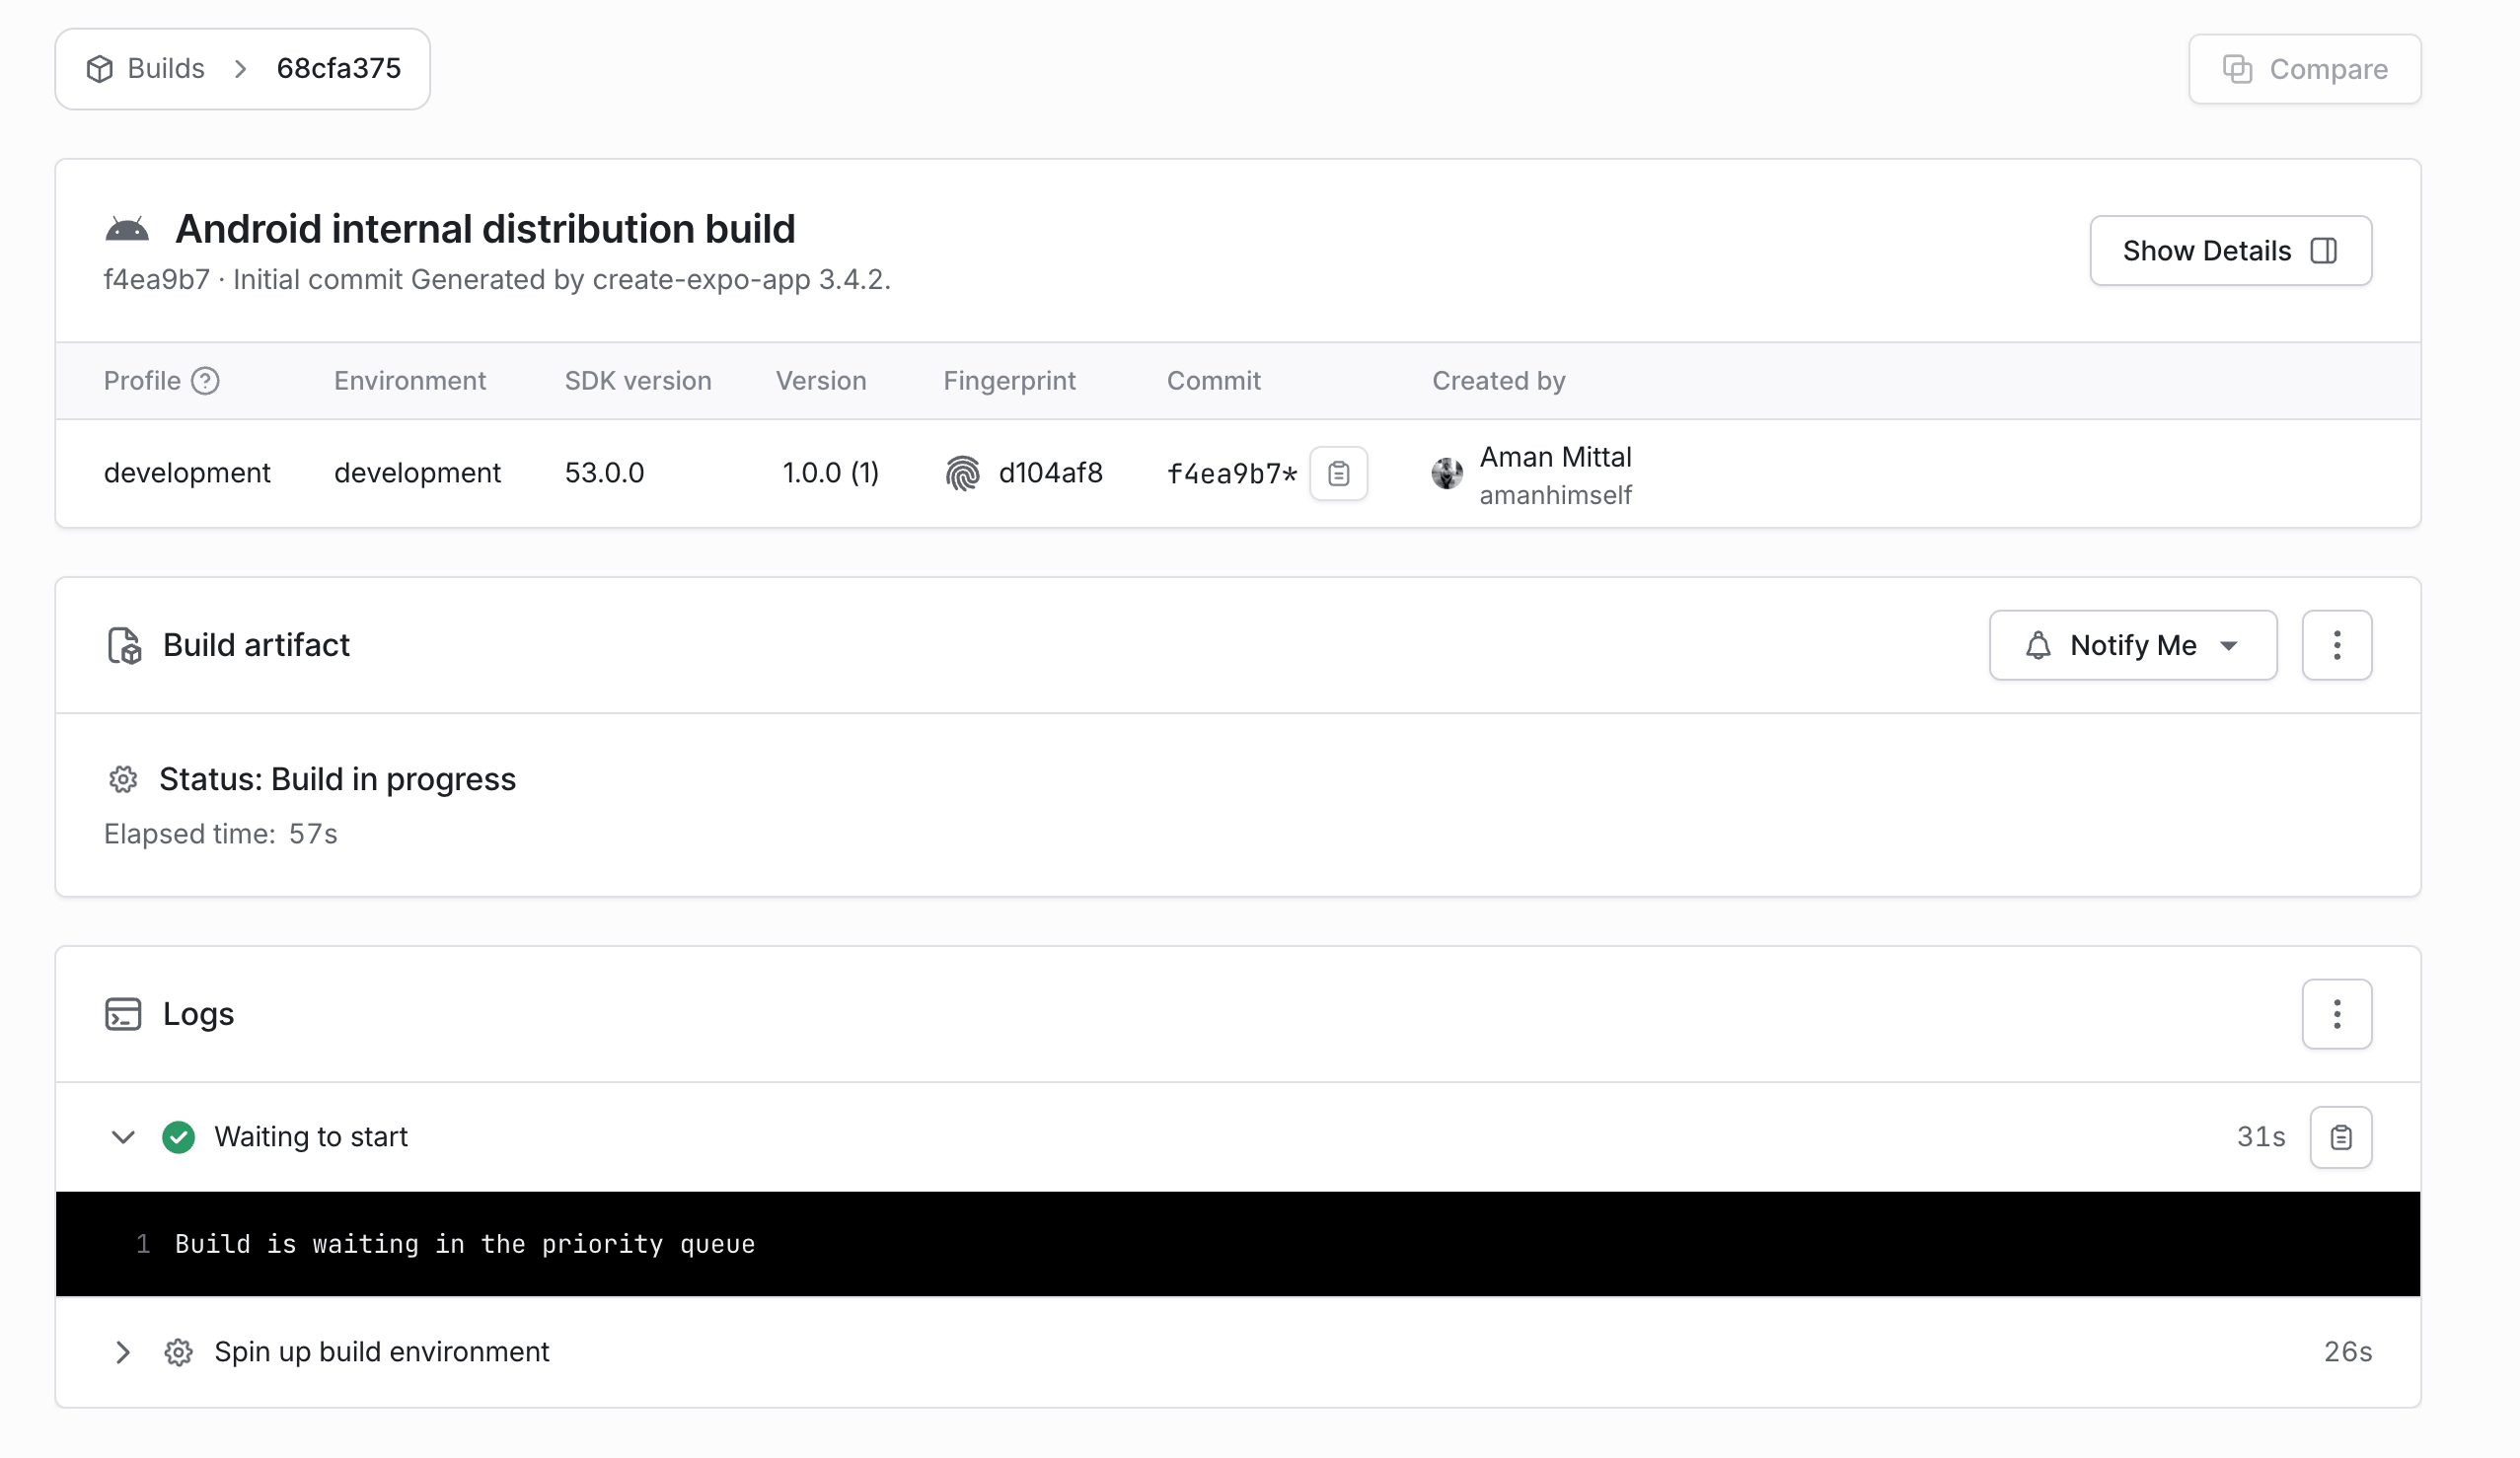 Builds > 68cfa375
Compare
Android internal distribution build
f4ea9b7 · Initial commit Generated by create-expo-app 3.4.2.
Show Details
Profile Environment SDK version Version Fingerprint Commit Created by
development development 53.0.0 1.0.0 (1) d104af8 f4ea9b7* Aman Mittal
amanhimself
Build artifact
Notify Me
Status: Build in progress
Elapsed time: 57s
Logs
Waiting to start 31s
1 Build is waiting in the priority queue
Spin up build environment 26s